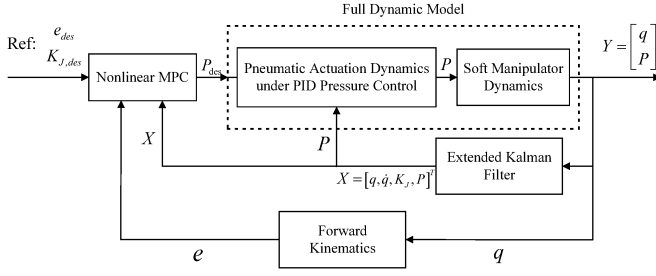 Full Dynamic Model
Ref: e_des
K_J,des
Nonlinear MPC
P_des
Pneumatic Actuation Dynamics
under PID Pressure Control
P
Soft Manipulator
Dynamics
Y = [q
P]
X
P
X = [q, q̇, K_J, P]^T
Extended Kalman
Filter
Forward
Kinematics
e
q